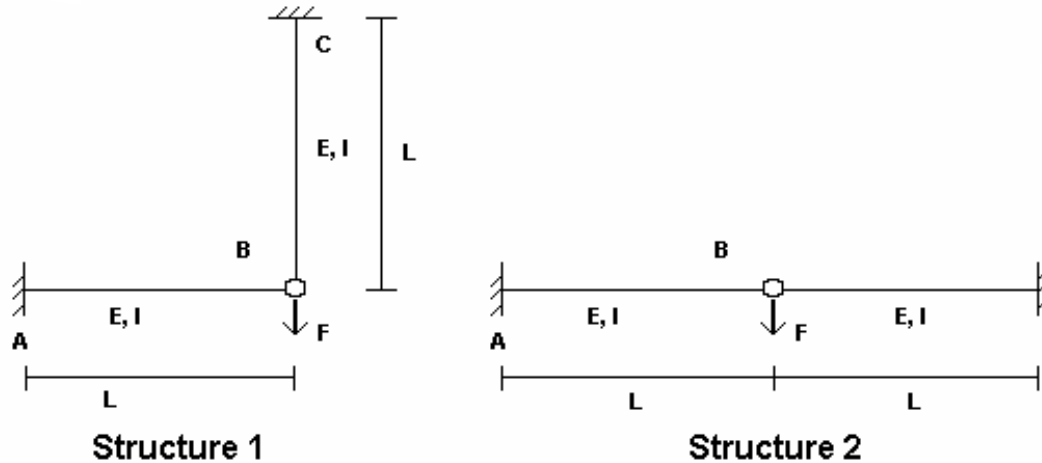 C
E, I
L
B
E, I
A
F
L
Structure 1
B
E, I
E, I
A
F
L
L
Structure 2